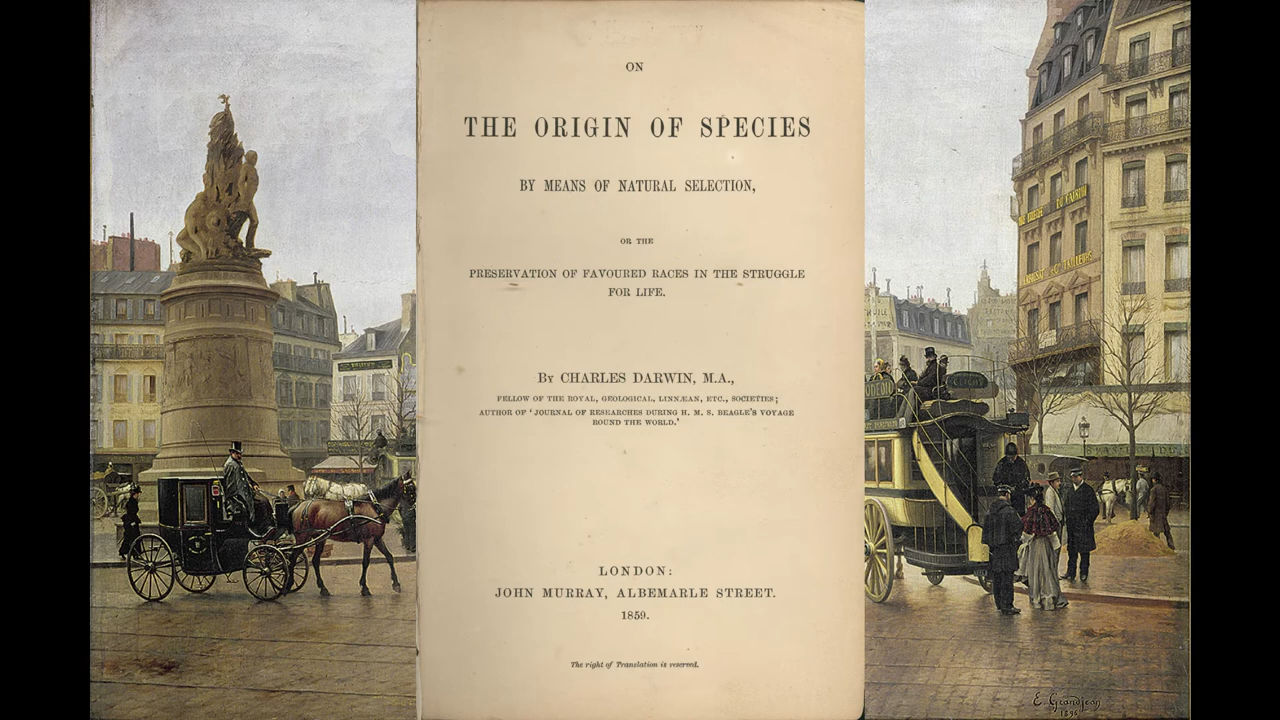 ON
THE ORIGIN OF SPECIES
BY MEANS OF NATURAL SELECTION,
OR THE
PRESERVATION OF FAVOURED RACES IN THE STRUGGLE
FOR LIFE.
BY CHARLES DARWIN, M.A.,
FELLOW OF THE ROYAL, GEOLOGICAL, LINNÆAN, ETC., SOCIETIES;
AUTHOR OF 'JOURNAL OF RESEARCHES DURING H. M. S. BEAGLE'S VOYAGE
ROUND THE WORLD.'
LONDON:
JOHN MURRAY, ALBEMARLE STREET.
1859.
The right of Translation is reserved.
E. Grandjean